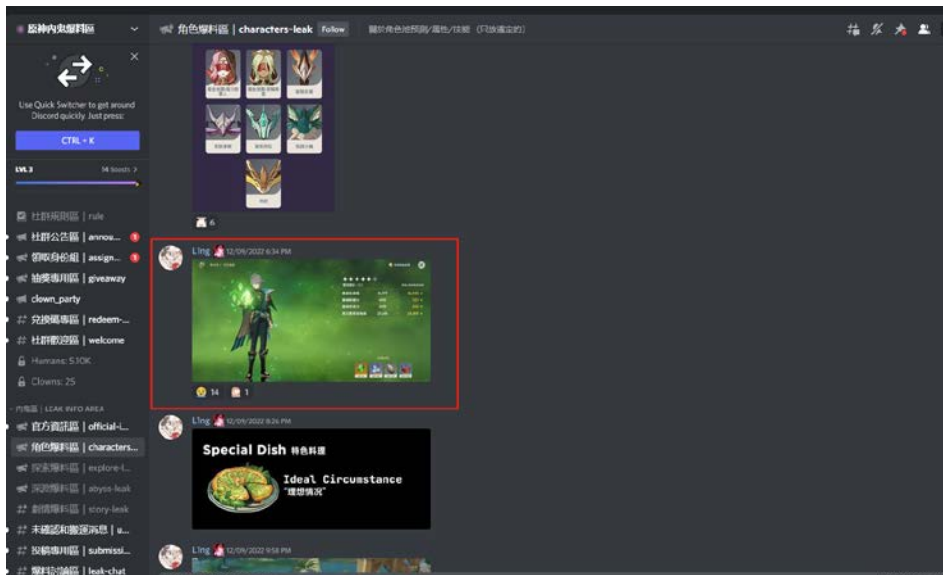 原神內鬼爆料區
角色爆料區 | characters-leak
Follow
Use Quick Switcher to get around
Discord quickly. Just press:
CTRL + K
LVL 3
14 Boosts
社群規則區 | rule
社群公告區 | annou...
1
領取身份組 | assign...
1
抽獎專用區 | giveaway
clown_party
兌換碼專區 | redeem-...
社群歡迎區 | welcome
Humans: 5.10K
Clowns: 25
內鬼區 | LEAK INFO AREA
官方資訊區 | official-i...
角色爆料區 | characters...
探索爆料區 | explore-l...
深淵爆料區 | abyss-leak
劇情爆料區 | story-leak
未確認和搬運消息 | u...
投稿專用區 | submissi...
爆料討論區 | leak-chat
6
L1ng
12/09/2022 6:34 PM
14
1
L1ng
12/09/2022 8:26 PM
Special Dish 特色料理
Ideal Circumstance
"理想情况"
L1ng
12/09/2022 9:58 PM